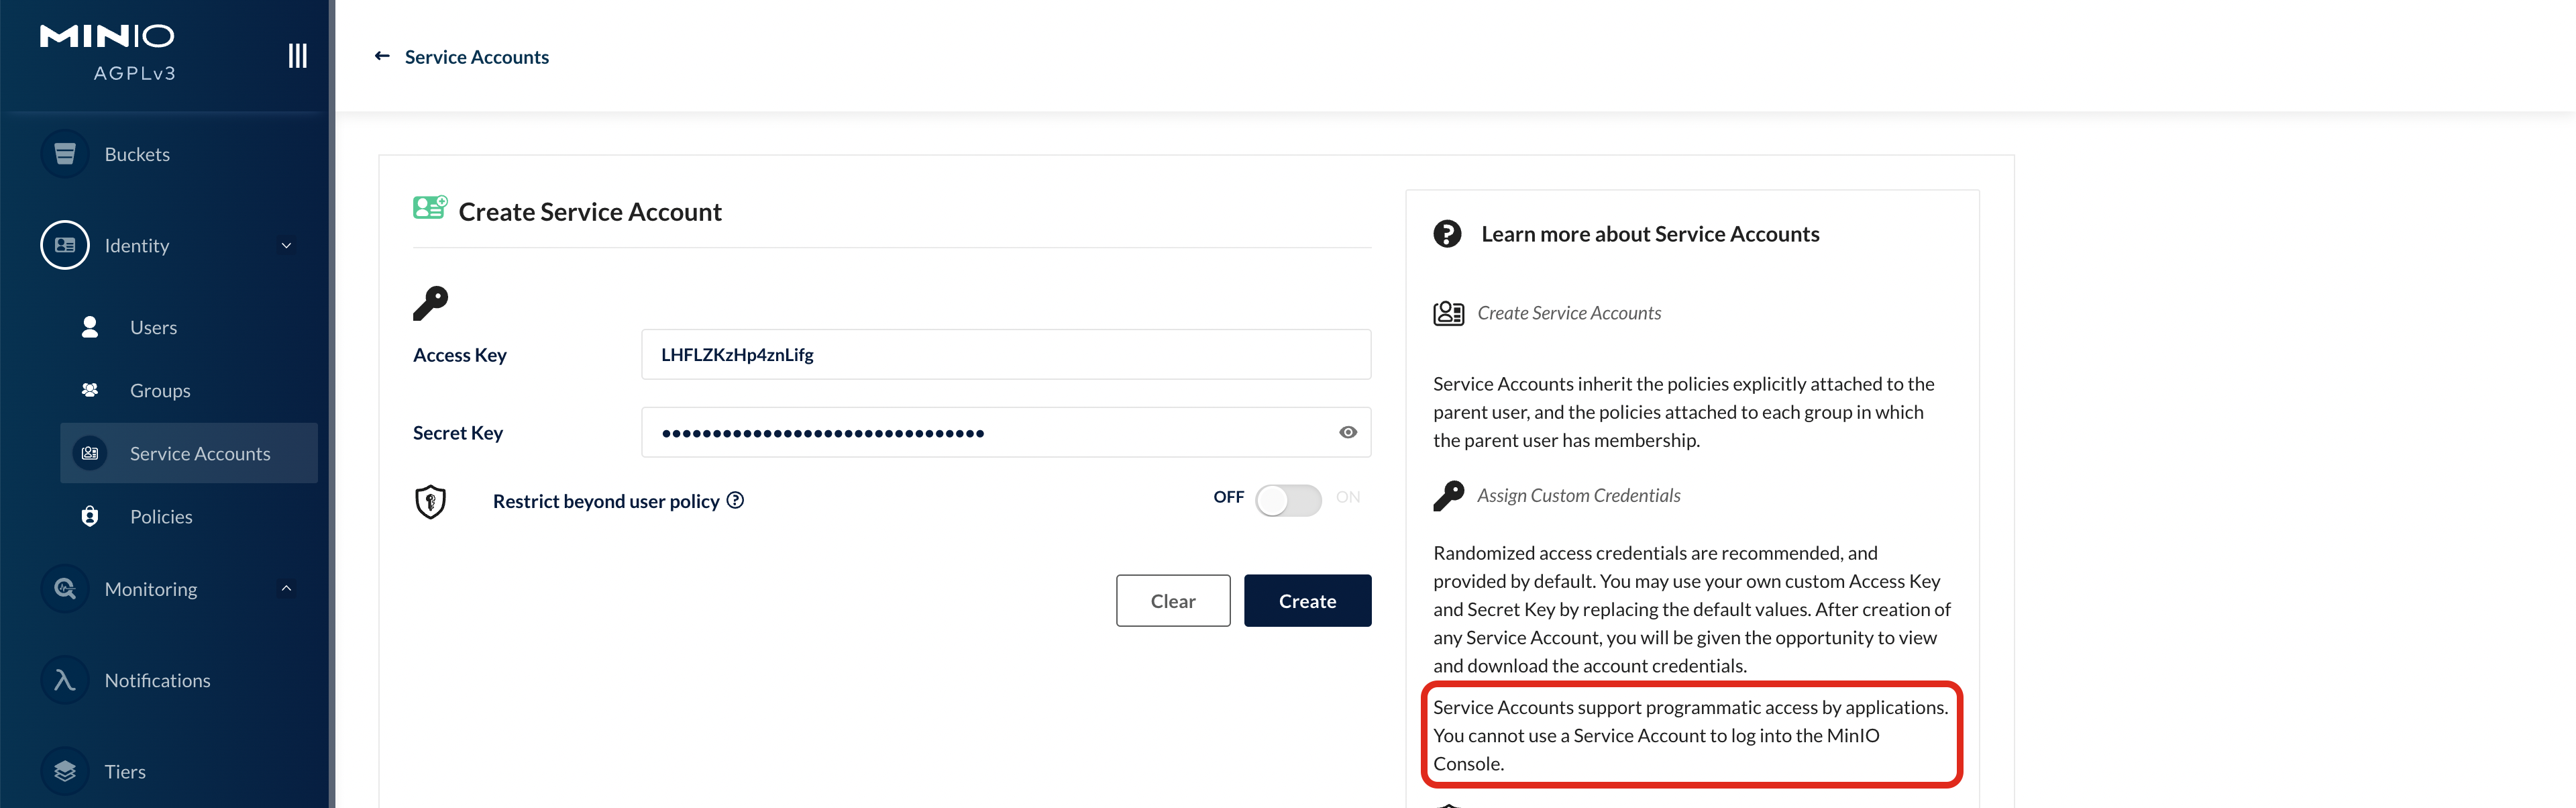 MINIO
AGPLv3
Buckets
Identity
Users
Groups
Service Accounts
Policies
Monitoring
Notifications
Tiers
← Service Accounts
Create Service Account
Access Key
LHFLZKzHp4znLifg
Secret Key
••••••••••••••••••••••••••••••••
Restrict beyond user policy
OFF
ON
Clear
Create
Learn more about Service Accounts
Create Service Accounts
Service Accounts inherit the policies explicitly attached to the
parent user, and the policies attached to each group in which
the parent user has membership.
Assign Custom Credentials
Randomized access credentials are recommended, and
provided by default. You may use your own custom Access Key
and Secret Key by replacing the default values. After creation of
any Service Account, you will be given the opportunity to view
and download the account credentials.
Service Accounts support programmatic access by applications.
You cannot use a Service Account to log into the MinIO
Console.